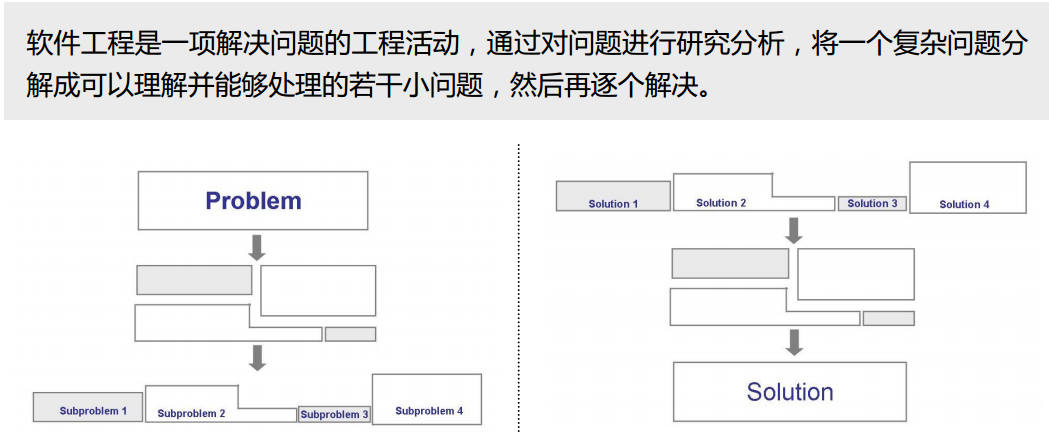 软件工程是一项解决问题的工程活动，通过对问题进行研究分析，将一个复杂问题分
解成可以理解并能够处理的若干小问题，然后再逐个解决。
Problem
Subproblem 1
Subproblem 2
Subproblem 3
Subproblem 4
Solution 1
Solution 2
Solution 3
Solution 4
Solution